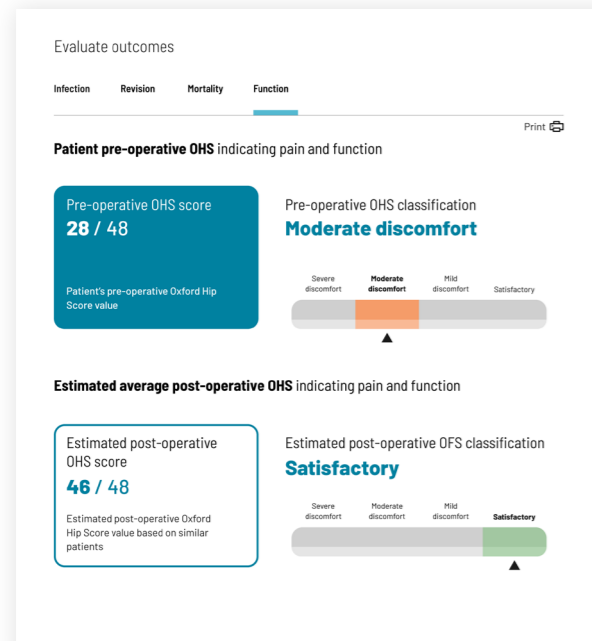 Evaluate outcomes
Infection Revision Mortality Function
Print
Patient pre-operative OHS indicating pain and function
Pre-operative OHS score
28 / 48
Patient's pre-operative Oxford Hip
Score value
Pre-operative OHS classification
Moderate discomfort
Severe discomfort Moderate discomfort Mild discomfort Satisfactory
Estimated average post-operative OHS indicating pain and function
Estimated post-operative
OHS score
46 / 48
Estimated post-operative Oxford
Hip Score value based on similar
patients
Estimated post-operative OFS classification
Satisfactory
Severe discomfort Moderate discomfort Mild discomfort Satisfactory